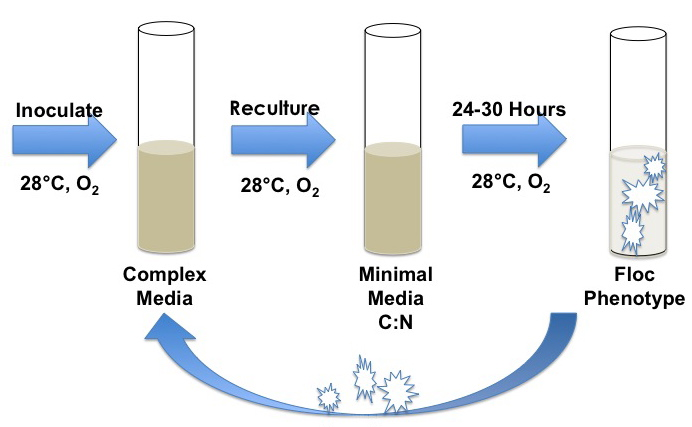 Inoculate
28°C, O₂
Complex
Media
Reculture
28°C, O₂
Minimal
Media
C:N
24-30 Hours
28°C, O₂
Floc
Phenotype